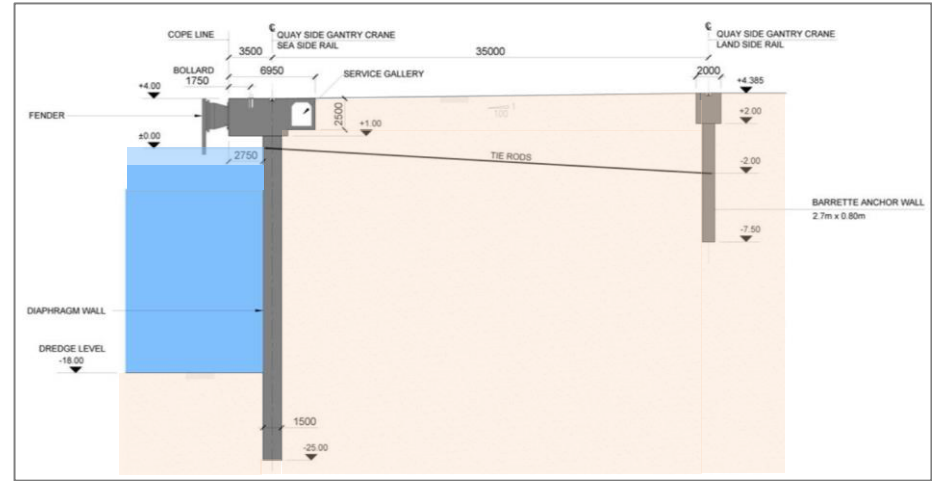 COPE LINE
QUAY SIDE GANTRY CRANE
SEA SIDE RAIL
QUAY SIDE GANTRY CRANE
LAND SIDE RAIL
3500
35000
BOLLARD
1750
6950
SERVICE GALLERY
2000
+4.00
+4.385
FENDER
2500
100
+1.00
+2.00
±0.00
2750
TIE RODS
-2.00
BARRETTE ANCHOR WALL
2.7m x 0.80m
-7.50
DIAPHRAGM WALL
DREDGE LEVEL
-18.00
1500
-25.00